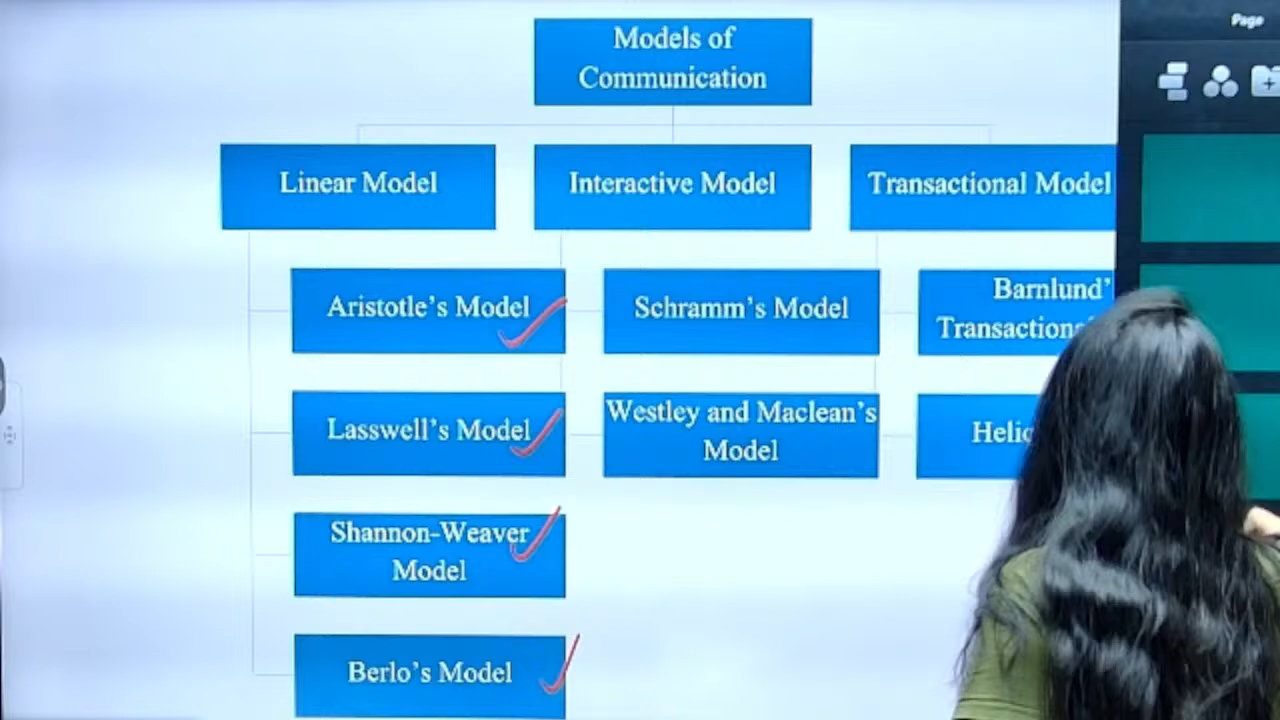 Page
Models of
Communication
Linear Model
Interactive Model
Transactional Model
Aristotle's Model
Schramm's Model
Barnlund'
Lasswell's Model
Westley and Maclean's
Model
Shannon-Weaver
Model
Berlo's Model